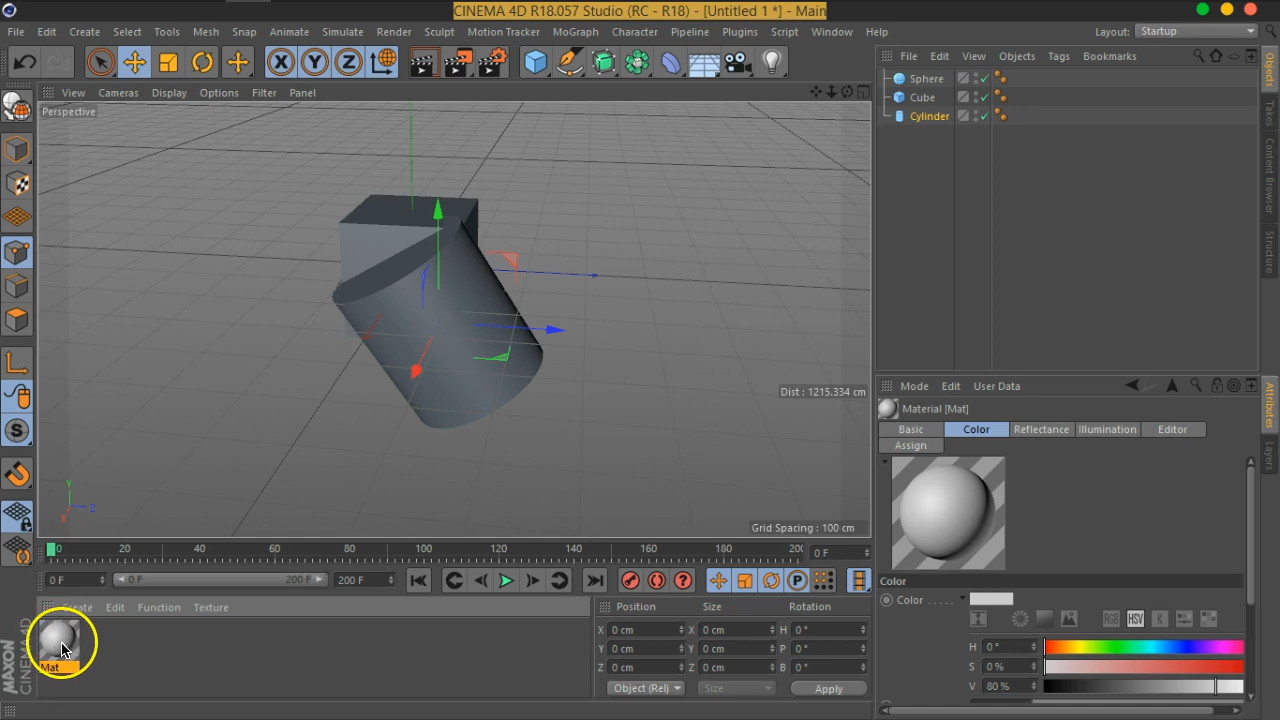 CINEMA 4D R18.057 Studio (RC - R18) - [Untitled 1 *] - Main
File Edit Create Select Tools Mesh Snap Animate Simulate Render Sculpt Motion Tracker MoGraph Character Pipeline Plugins Script Window Help Layout: Startup
X Y Z
File Edit View Objects Tags Bookmarks
View Cameras Display Options Filter Panel
Perspective
Sphere
Cube
Cylinder
Objects
Takes
Content Browser
Structure
Dist : 1215.334 cm
Y
Z
X
Grid Spacing : 100 cm
Mode Edit User Data
Material [Mat]
Basic Color Reflectance Illumination Editor
Assign
Attributes
Layers
S
0 20 40 60 80 100 120 140 160 180 200 0 F
0 F 0 F 200 F 200 F
P
Color
Color . . . . .
RGB HSV K
H 0 °
S 0 %
V 80 %
Create Edit Function Texture
Mat
Position Size Rotation
X 0 cm X 0 cm H 0 °
Y 0 cm Y 0 cm P 0 °
Z 0 cm Z 0 cm B 0 °
Object (Rel) Size Apply
MAXON
CINEMA 4D